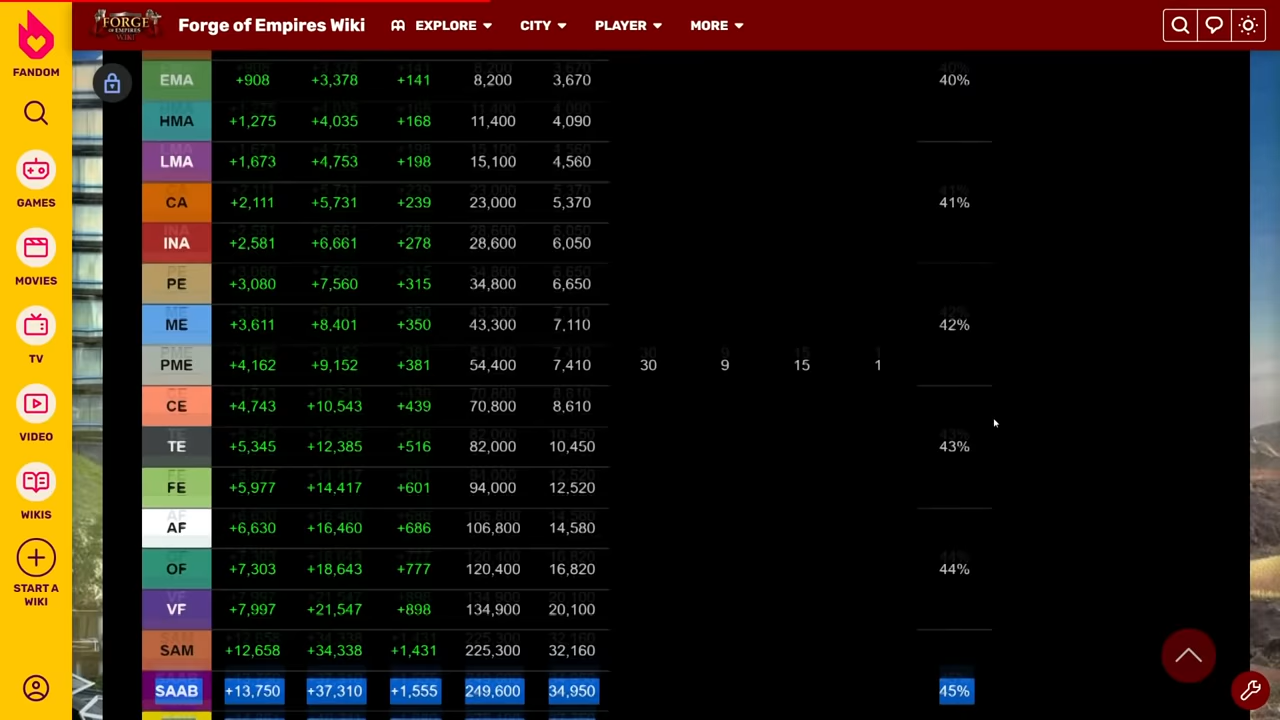 FORGE OF EMPIRES WIKI
Forge of Empires Wiki
EXPLORE
CITY
PLAYER
MORE
FANDOM
GAMES
MOVIES
TV
VIDEO
WIKIS
START A
WIKI
EMA +908 +3,378 +141 8,200 3,670 40%
HMA +1,275 +4,035 +168 11,400 4,090
LMA +1,673 +4,753 +198 15,100 4,560
CA +2,111 +5,731 +239 23,000 5,370 41%
INA +2,581 +6,661 +278 28,600 6,050
PE +3,080 +7,560 +315 34,800 6,650
ME +3,611 +8,401 +350 43,300 7,110 42%
PME +4,162 +9,152 +381 54,400 7,410 30 9 15 1
CE +4,743 +10,543 +439 70,800 8,610
TE +5,345 +12,385 +516 82,000 10,450 43%
FE +5,977 +14,417 +601 94,000 12,520
AF +6,630 +16,460 +686 106,800 14,580
OF +7,303 +18,643 +777 120,400 16,820 44%
VF +7,997 +21,547 +898 134,900 20,100
SAM +12,658 +34,338 +1,431 225,300 32,160
SAAB +13,750 +37,310 +1,555 249,600 34,950 45%